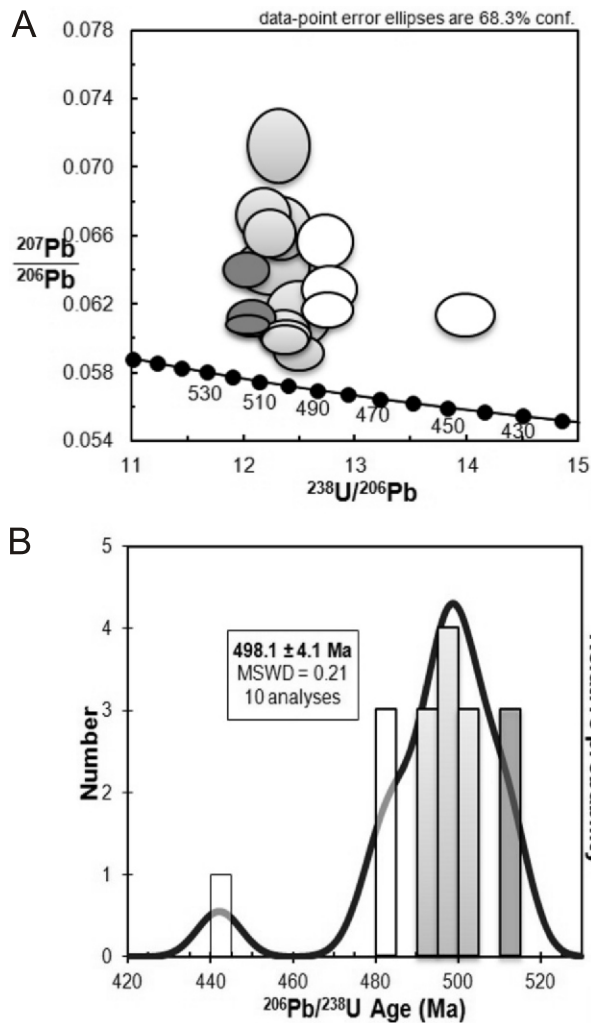 A
data-point error ellipses are 68.3% conf.
0.078
0.074
0.070
0.066
0.062
0.058
0.054
²⁰⁷Pb
²⁰⁶Pb
530
510
490
470
450
430
11
12
13
14
15
²³⁸U/²⁰⁶Pb
B
5
4
3
2
1
0
Number
498.1 ± 4.1 Ma
MSWD = 0.21
10 analyses
420
440
460
480
500
520
²⁰⁶Pb/²³⁸U Age (Ma)